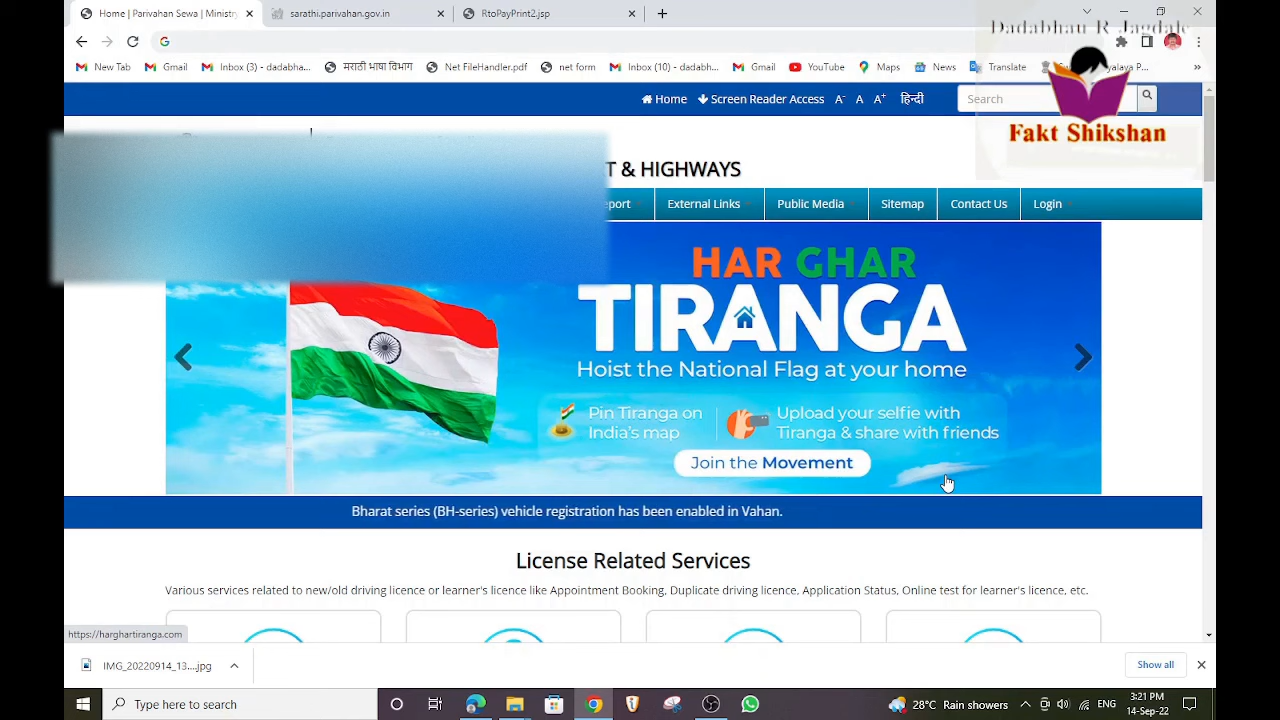 Dadabhau R Jagdale
Home | Parivahan Sewa | Ministry
sarathi.parivahan.gov.in
RtoPayPrint2.jsp
New Tab
Gmail
Inbox (3) - dadabha...
मराठी भाषा विभाग
Net FileHandler.pdf
net form
Inbox (10) - dadabh...
Gmail
YouTube
Maps
News
Translate
Fakt Shikshan
Home
Screen Reader Access
A-
A
A+
हिन्दी
Search
T & HIGHWAYS
port
External Links
Public Media
Sitemap
Contact Us
Login
HAR GHAR
TIRANGA
Hoist the National Flag at your home
Pin Tiranga on
India's map
Upload your selfie with
Tiranga & share with friends
Join the Movement
Bharat series (BH-series) vehicle registration has been enabled in Vahan.
License Related Services
Various services related to new/old driving licence or learner's licence like Appointment Booking, Duplicate driving licence, Application Status, Online test for learner's licence, etc.
https://harghartiranga.com
IMG_20220914_13....jpg
Show all
Type here to search
28°C Rain showers
ENG
3:21 PM
14-Sep-22